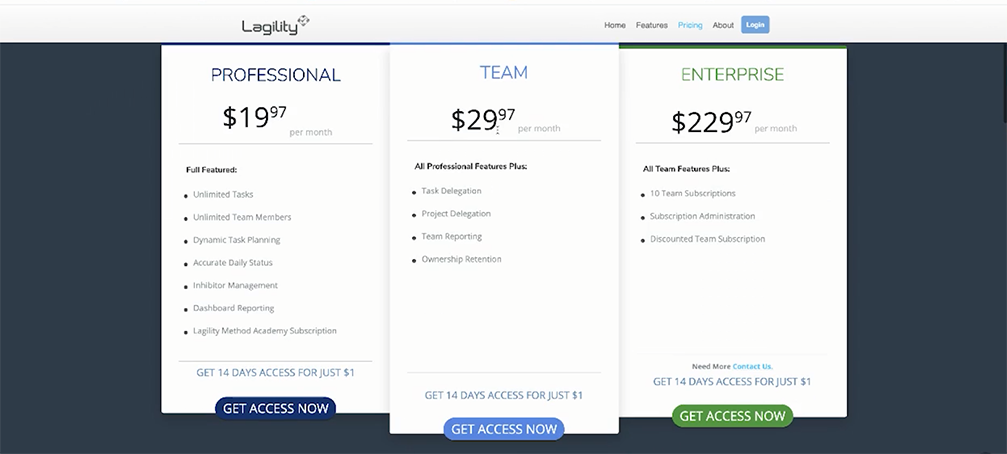 Lagility
Home Features Pricing About Login
PROFESSIONAL
$19 97 per month
Full Featured:
Unlimited Tasks
Unlimited Team Members
Dynamic Task Planning
Accurate Daily Status
Inhibitor Management
Dashboard Reporting
Lagility Method Academy Subscription
GET 14 DAYS ACCESS FOR JUST $1
GET ACCESS NOW
TEAM
$29 97 per month
All Professional Features Plus:
Task Delegation
Project Delegation
Team Reporting
Ownership Retention
GET 14 DAYS ACCESS FOR JUST $1
GET ACCESS NOW
ENTERPRISE
$229 97 per month
All Team Features Plus:
10 Team Subscriptions
Subscription Administration
Discounted Team Subscription
Need More Contact Us.
GET 14 DAYS ACCESS FOR JUST $1
GET ACCESS NOW